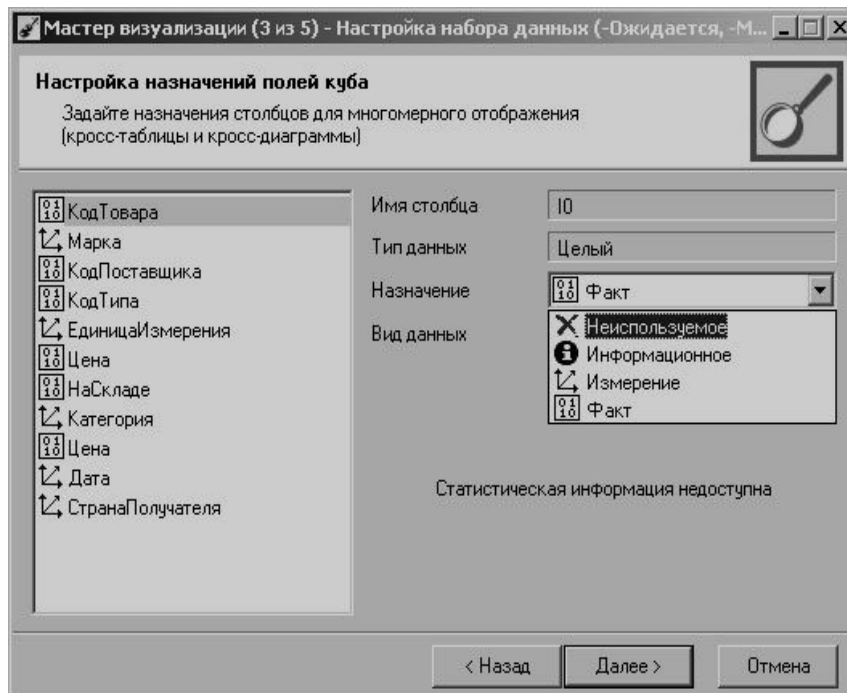 Мастер визуализации (3 из 5) - Настройка набора данных (-Ожидается, -М...
Настройка назначений полей куба
Задайте назначения столбцов для многомерного отображения
(кросс-таблицы и кросс-диаграммы)
КодТовара
Марка
КодПоставщика
КодТипа
ЕдиницаИзмерения
Цена
НаСкладе
Категория
Цена
Дата
СтранаПолучателя
Имя столбца I0
Тип данных Целый
Назначение Факт
Вид данных
Неиспользуемое
Информационное
Измерение
Факт
Статистическая информация недоступна
< Назад Далее > Отмена